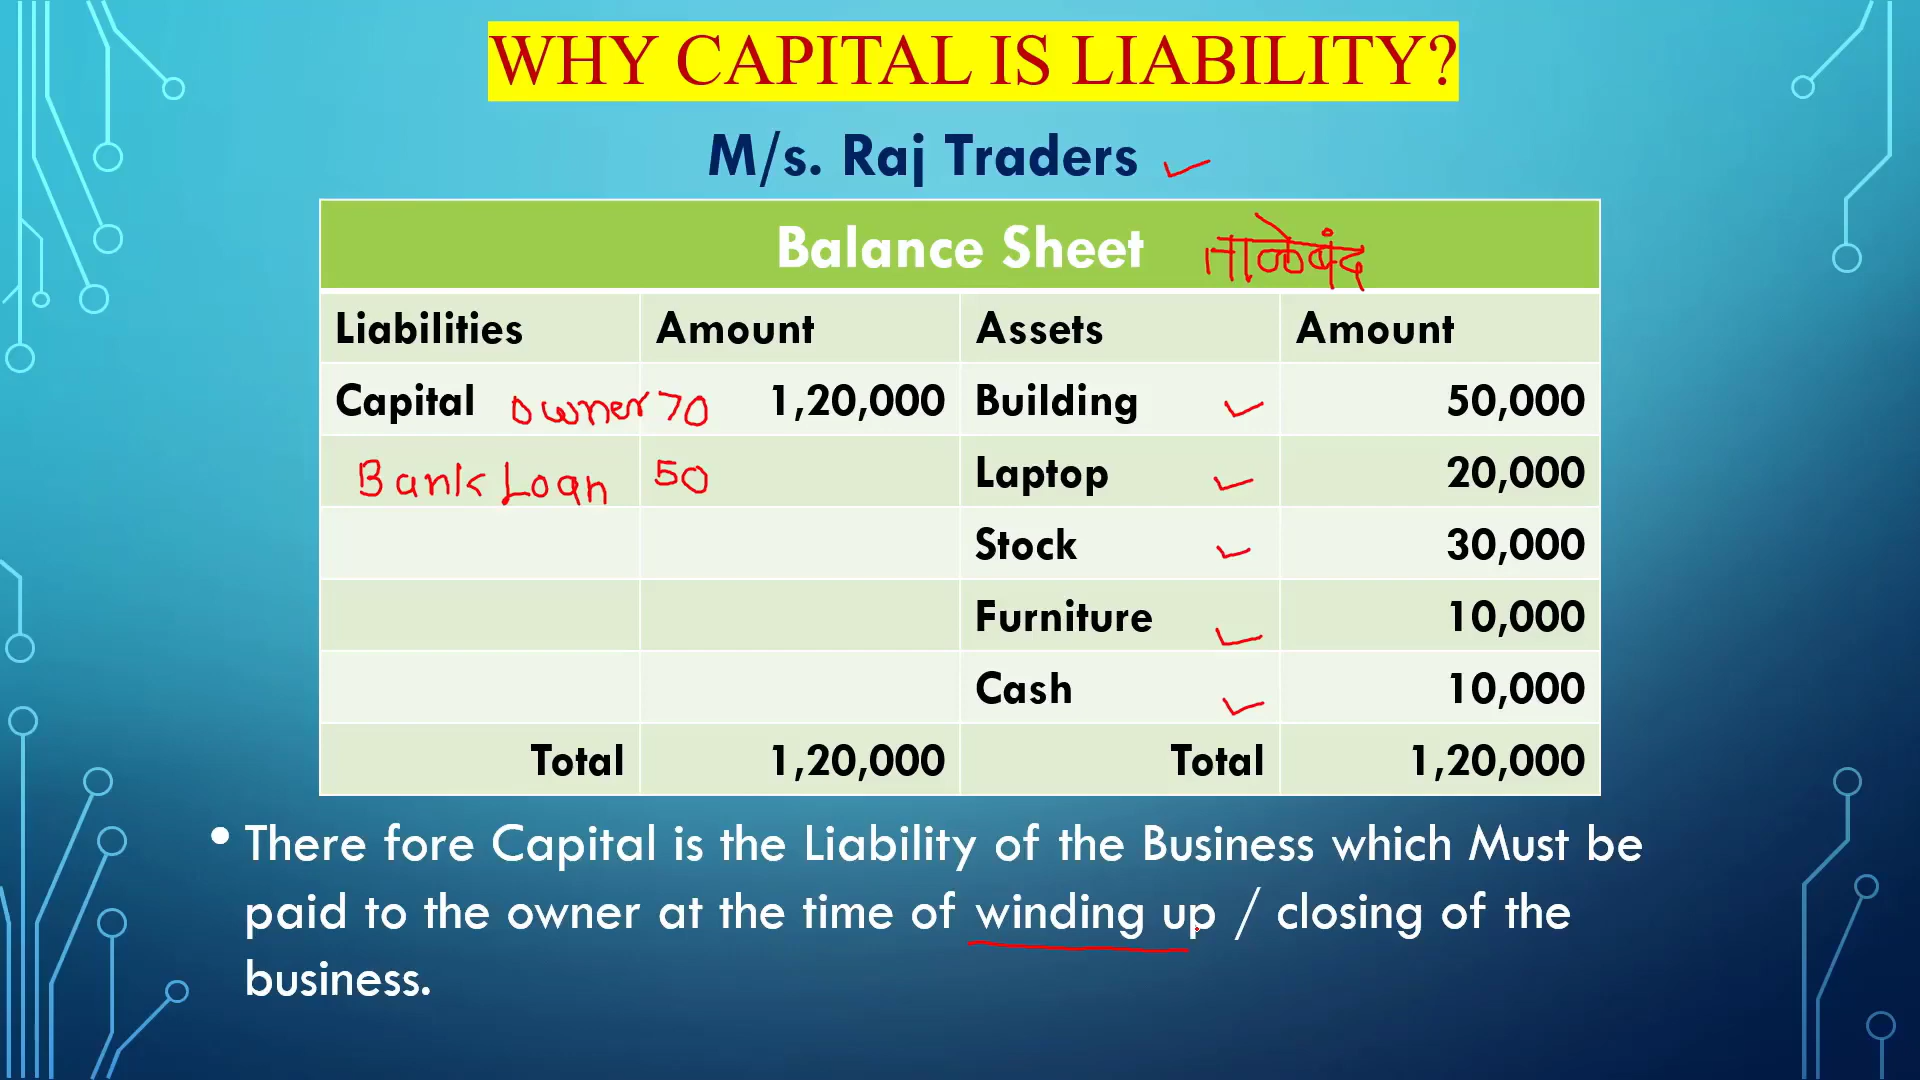 WHY CAPITAL IS LIABILITY?
M/s. Raj Traders
Balance Sheet ताळेबंद
Liabilities Amount Assets Amount
Capital owner 70 1,20,000 Building 50,000
Bank Loan 50 Laptop 20,000
Stock 30,000
Furniture 10,000
Cash 10,000
Total 1,20,000 Total 1,20,000
• There fore Capital is the Liability of the Business which Must be
paid to the owner at the time of winding up / closing of the
business.